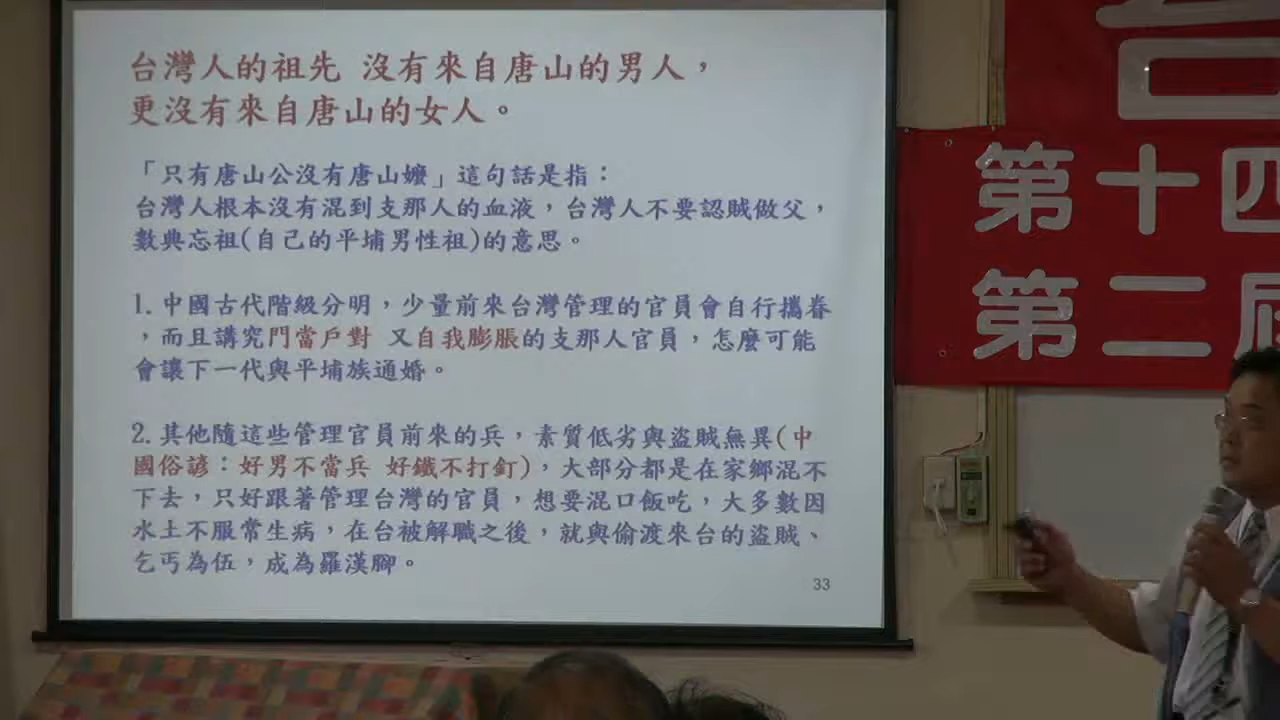 台灣人的祖先 沒有來自唐山的男人，
更沒有來自唐山的女人。
「只有唐山公沒有唐山嬤」這句話是指：
台灣人根本沒有混到支那人的血液，台灣人不要認賊做父，
數典忘祖(自己的平埔男性祖)的意思。
1. 中國古代階級分明，少量前來台灣管理的官員會自行攜眷
，而且講究門當戶對 又自我膨脹的支那人官員，怎麼可能
會讓下一代與平埔族通婚。
2. 其他隨這些管理官員前來的兵，素質低劣與盜賊無異(中
國俗諺：好男不當兵 好鐵不打釘)，大部分都是在家鄉混不
下去，只好跟著管理台灣的官員，想要混口飯吃，大多數因
水土不服常生病，在台被解職之後，就與偷渡來台的盜賊、
乞丐為伍，成為羅漢腳。
33
第十四
第二屆